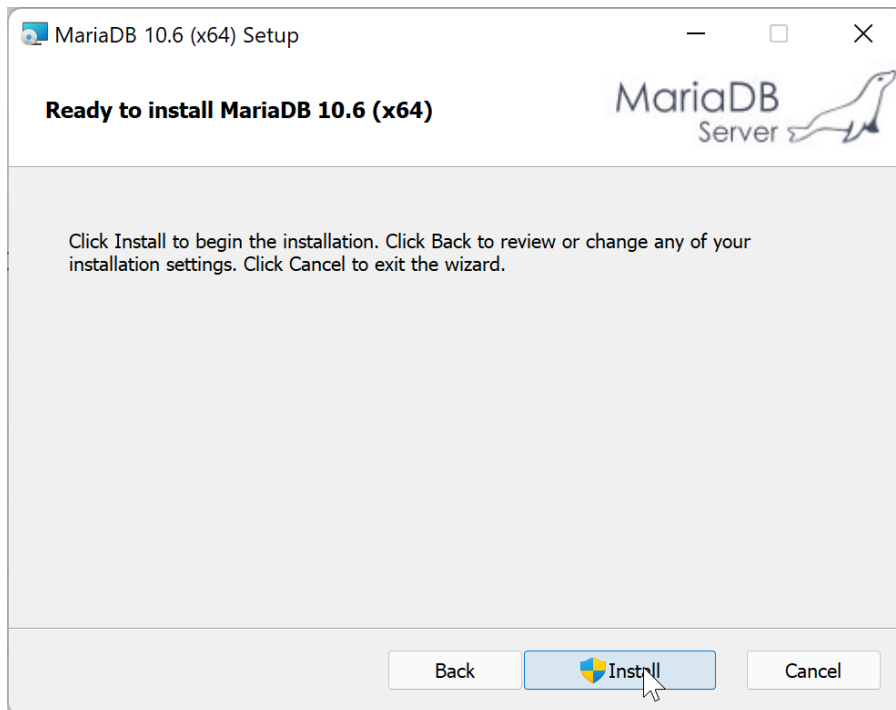 MariaDB 10.6 (x64) Setup
Ready to install MariaDB 10.6 (x64)
MariaDB
Server
Click Install to begin the installation. Click Back to review or change any of your
installation settings. Click Cancel to exit the wizard.
Back
Install
Cancel